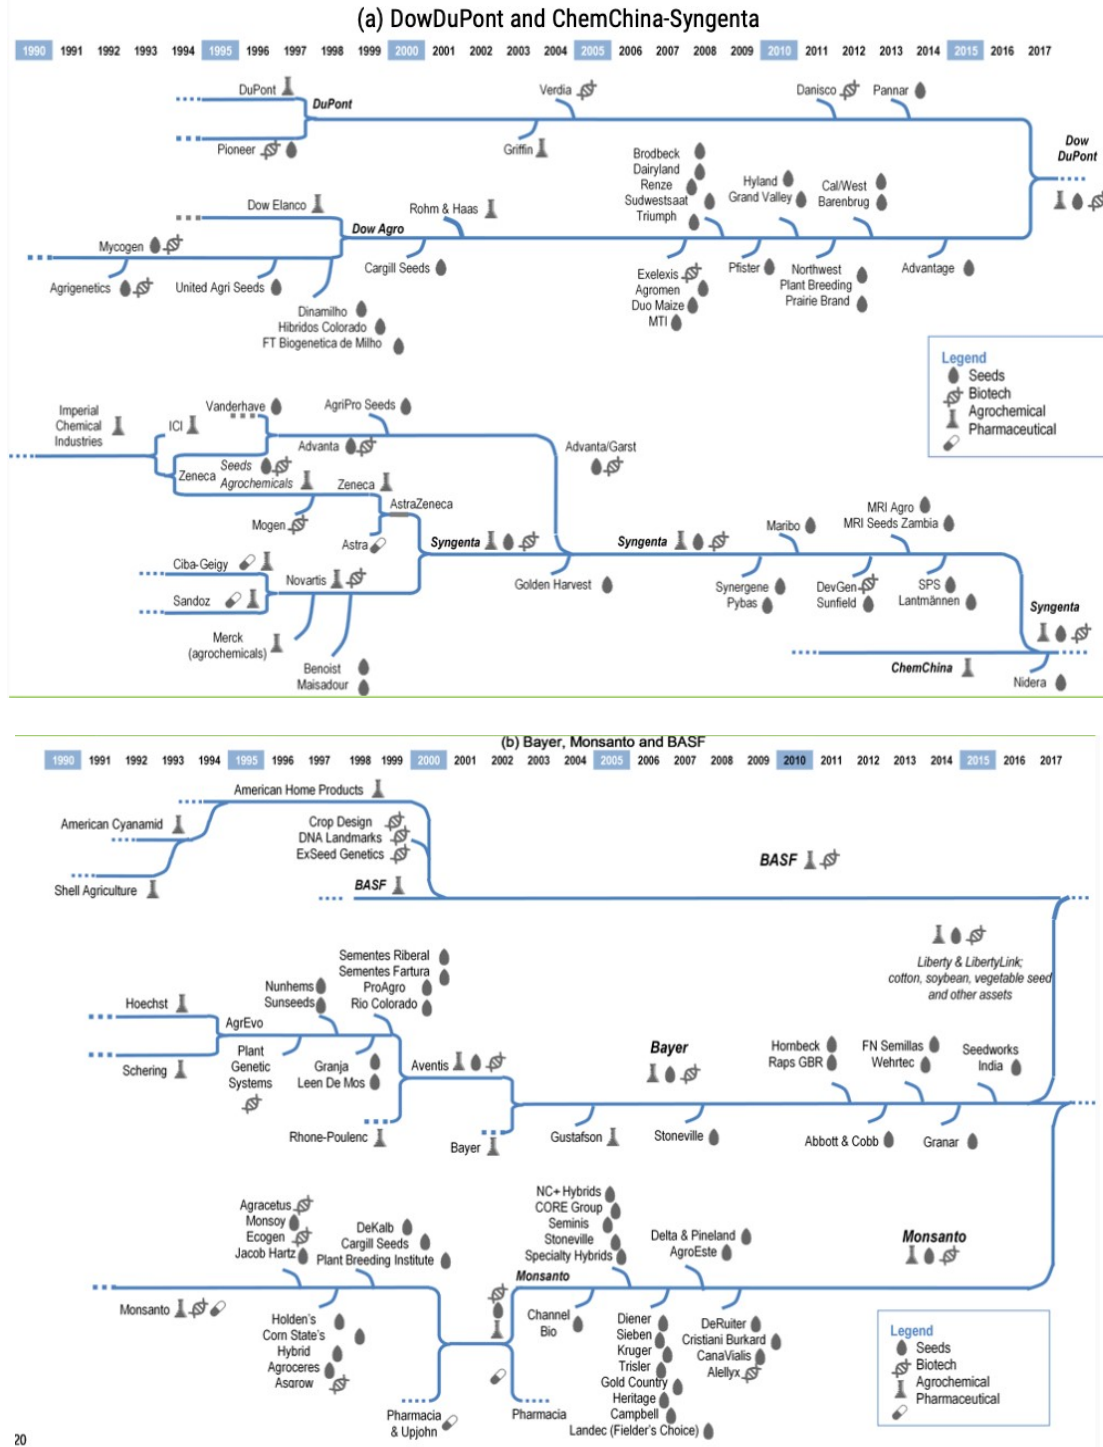 (a) DowDuPont and ChemChina-Syngenta
1990 1991 1992 1993 1994 1995 1996 1997 1998 1999 2000 2001 2002 2003 2004 2005 2006 2007 2008 2009 2010 2011 2012 2013 2014 2015 2016 2017
DuPont
DuPont
Pioneer
Verdia
Griffin
Danisco
Pannar
Dow
DuPont
Dow Elanco
Mycogen
Agrigenetics
United Agri Seeds
Dow Agro
Dinamilho
Hibridos Colorado
FT Biogenetica de Milho
Rohm & Haas
Cargill Seeds
Brodbeck
Dairyland
Renze
Sudwestsaat
Triumph
Exelexis
Agromen
Duo Maize
MTI
Hyland
Grand Valley
Pfister
Cal/West
Barenbrug
Northwest
Plant Breeding
Prairie Brand
Advantage
Legend
Seeds
Biotech
Agrochemical
Pharmaceutical
Imperial
Chemical
Industries
ICI
Zeneca
Vanderhave
Seeds
Agrochemicals
AgriPro Seeds
Advanta
Mogen
Zeneca
AstraZeneca
Astra
Advanta/Garst
Syngenta
Syngenta
Golden Harvest
Ciba-Geigy
Sandoz
Novartis
Merck
(agrochemicals)
Benoist
Maisadour
Maribo
Synergene
Pybas
MRI Agro
MRI Seeds Zambia
DevGen
Sunfield
SPS
Lantmännen
Syngenta
ChemChina
Nidera
(b) Bayer, Monsanto and BASF
1990 1991 1992 1993 1994 1995 1996 1997 1998 1999 2000 2001 2002 2003 2004 2005 2006 2007 2008 2009 2010 2011 2012 2013 2014 2015 2016 2017
American Home Products
American Cyanamid
Shell Agriculture
Crop Design
DNA Landmarks
ExSeed Genetics
BASF
BASF
Liberty & LibertyLink;
cotton, soybean, vegetable seed
and other assets
Hoechst
Schering
AgrEvo
Plant
Genetic
Systems
Nunhems
Sunseeds
Sementes Riberal
Sementes Fartura
ProAgro
Rio Colorado
Granja
Leen De Mos
Rhone-Poulenc
Aventis
Bayer
Bayer
Gustafson
Stoneville
Hornbeck
Raps GBR
Abbott & Cobb
FN Semillas
Wehrtec
Granar
Seedworks
India
Agracetus
Monsoy
Ecogen
Jacob Hartz
DeKalb
Cargill Seeds
Plant Breeding Institute
Monsanto
Holden's
Corn State's
Hybrid
Agroceres
Asgrow
Pharmacia
& Upjohn
Pharmacia
Monsanto
NC+ Hybrids
CORE Group
Seminis
Stoneville
Specialty Hybrids
Channel
Bio
Delta & Pineland
AgroEste
Diener
Sieben
Kruger
Trisler
Gold Country
Heritage
Campbell
Landec (Fielder's Choice)
DeRuiter
Cristiani Burkard
CanaVialis
Alellyx
Monsanto
Legend
Seeds
Biotech
Agrochemical
Pharmaceutical
20